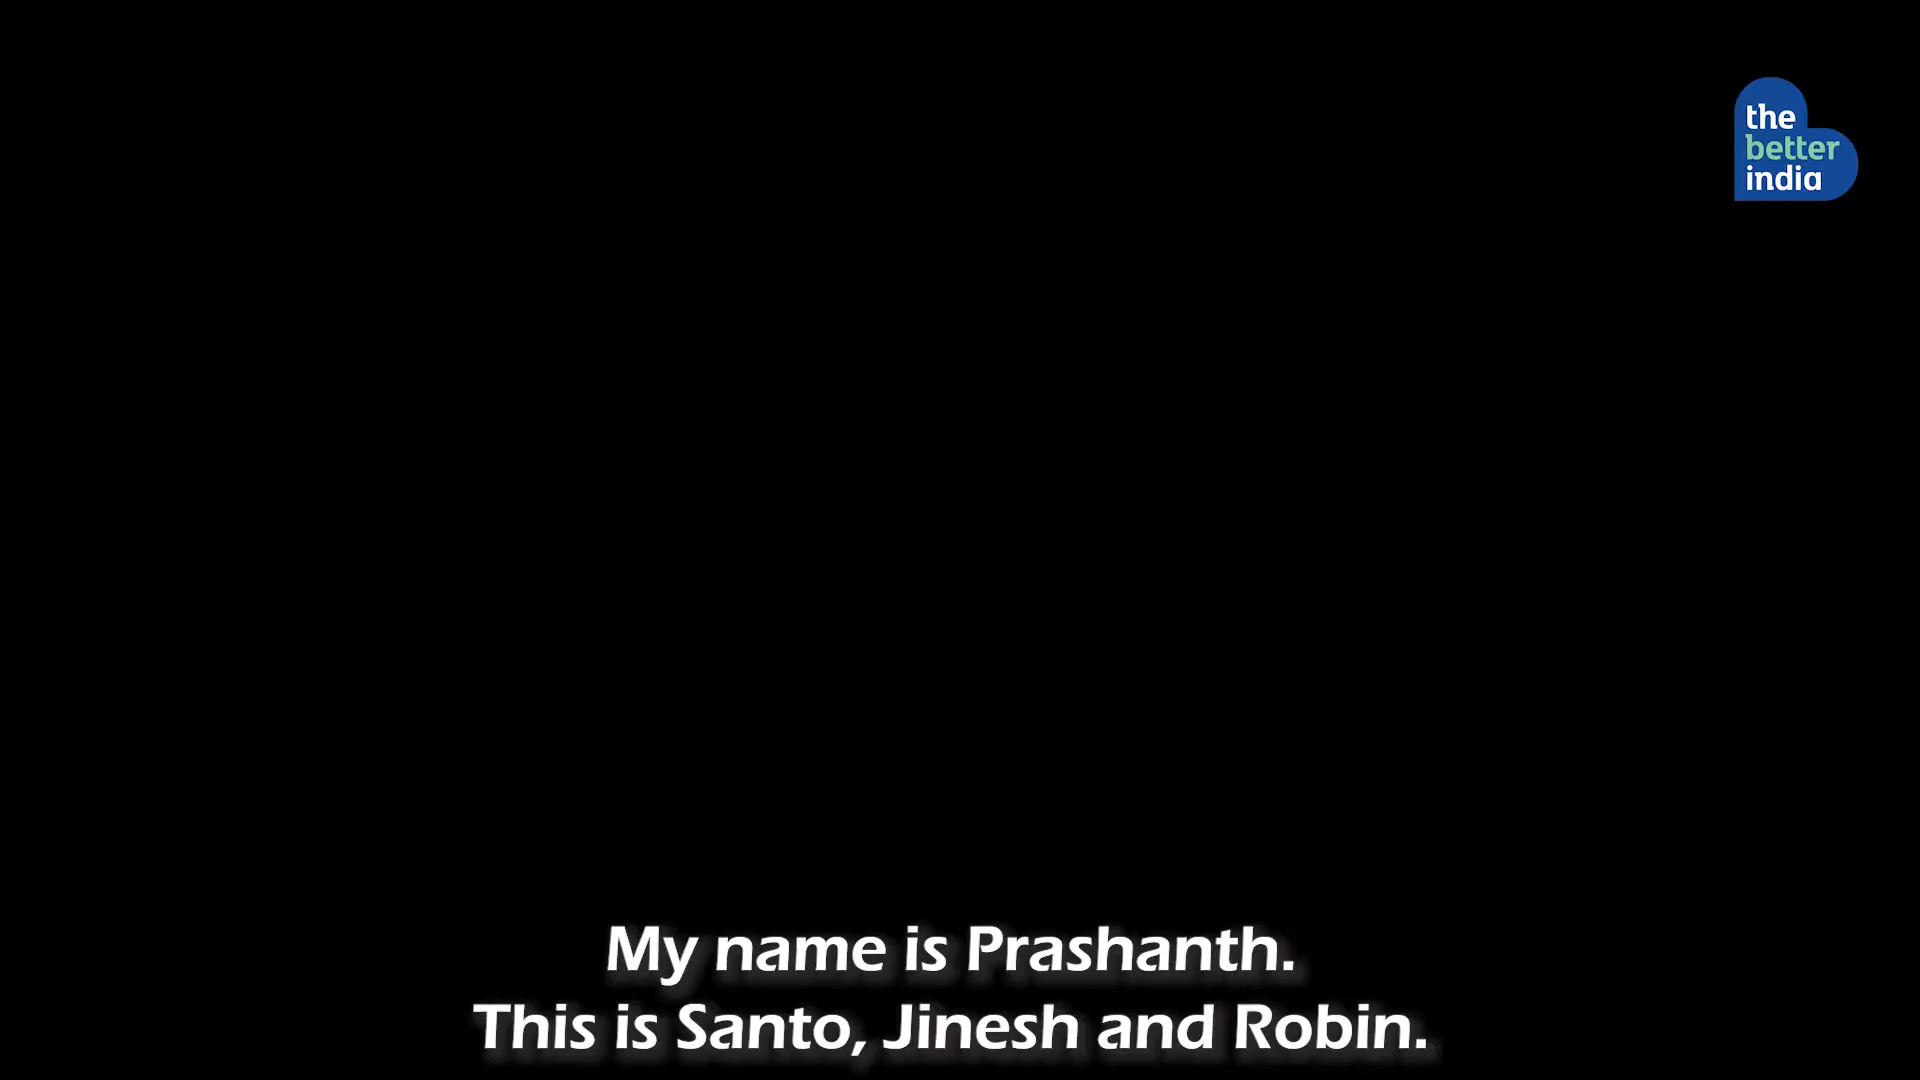 the
better
india
My name is Prashanth.
This is Santo, Jinesh and Robin.